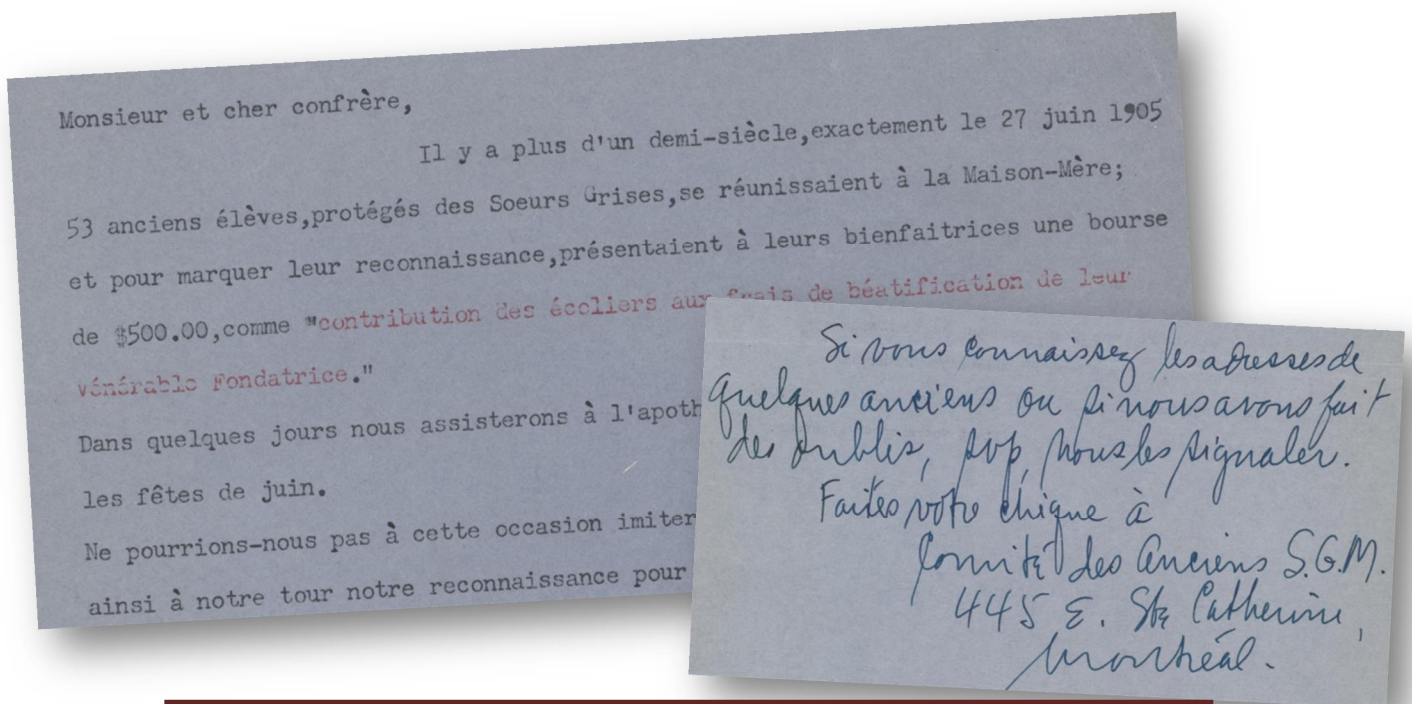 Monsieur et cher confrère,
Il y a plus d'un demi-siècle,exactement le 27 juin 1905
53 anciens élèves,protégés des Soeurs Grises,se réunissaient à la Maison-Mère;
et pour marquer leur reconnaissance,présentaient à leurs bienfaitrices une bourse
de $500.00,comme "contribution des écoliers aux frais de béatification de leur
vénérable Fondatrice."
Dans quelques jours nous assisterons à l'apoth
les fêtes de juin.
Ne pourrions-nous pas à cette occasion imiter
ainsi à notre tour notre reconnaissance pour
Si vous connaissez les adresses de
quelques anciens ou si nous avons fait
des oublis, svp, nous les signaler.
Faites votre chèque à
Comité des Anciens S.G.M.
445 E. Ste Catherine,
Montréal.